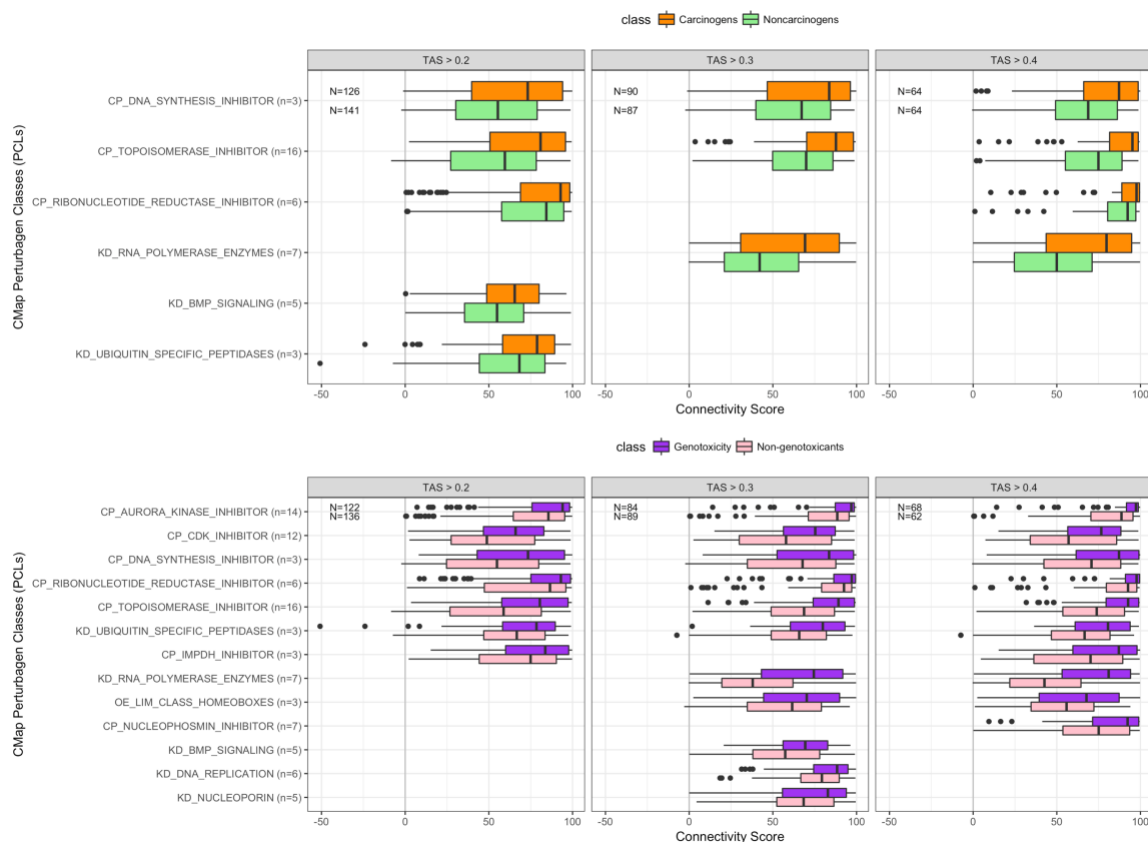 class Carcinogens Noncarcinogens
TAS > 0.2 TAS > 0.3 TAS > 0.4
CMap Perturbagen Classes (PCLs)
CP_DNA_SYNTHESIS_INHIBITOR (n=3)
CP_TOPOISOMERASE_INHIBITOR (n=16)
CP_RIBONUCLEOTIDE_REDUCTASE_INHIBITOR (n=6)
KD_RNA_POLYMERASE_ENZYMES (n=7)
KD_BMP_SIGNALING (n=5)
KD_UBIQUITIN_SPECIFIC_PEPTIDASES (n=3)
N=126 N=90 N=64
N=141 N=87 N=64
-50 0 50 100 -50 0 50 100 -50 0 50 100
Connectivity Score
class Genotoxicity Non-genotoxicants
TAS > 0.2 TAS > 0.3 TAS > 0.4
CMap Perturbagen Classes (PCLs)
CP_AURORA_KINASE_INHIBITOR (n=14)
CP_CDK_INHIBITOR (n=12)
CP_DNA_SYNTHESIS_INHIBITOR (n=3)
CP_RIBONUCLEOTIDE_REDUCTASE_INHIBITOR (n=6)
CP_TOPOISOMERASE_INHIBITOR (n=16)
KD_UBIQUITIN_SPECIFIC_PEPTIDASES (n=3)
CP_IMPDH_INHIBITOR (n=3)
KD_RNA_POLYMERASE_ENZYMES (n=7)
OE_LIM_CLASS_HOMEOBOXES (n=3)
CP_NUCLEOPHOSMIN_INHIBITOR (n=7)
KD_BMP_SIGNALING (n=5)
KD_DNA_REPLICATION (n=6)
KD_NUCLEOPORIN (n=5)
N=122 N=84 N=68
N=136 N=89 N=62
-50 0 50 100 -50 0 50 100 -50 0 50 100
Connectivity Score